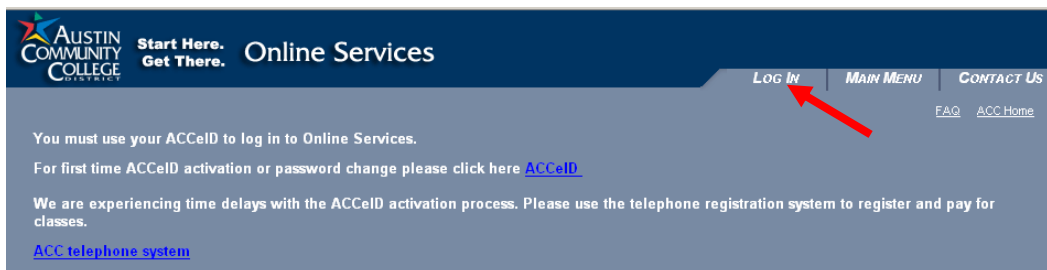 AUSTIN
COMMUNITY
COLLEGE
DISTRICT
Start Here.
Get There.
Online Services
LOG IN MAIN MENU CONTACT US
FAQ ACC Home
You must use your ACCeID to log in to Online Services.
For first time ACCeID activation or password change please click here ACCeID
We are experiencing time delays with the ACCeID activation process. Please use the telephone registration system to register and pay for
classes.
ACC telephone system